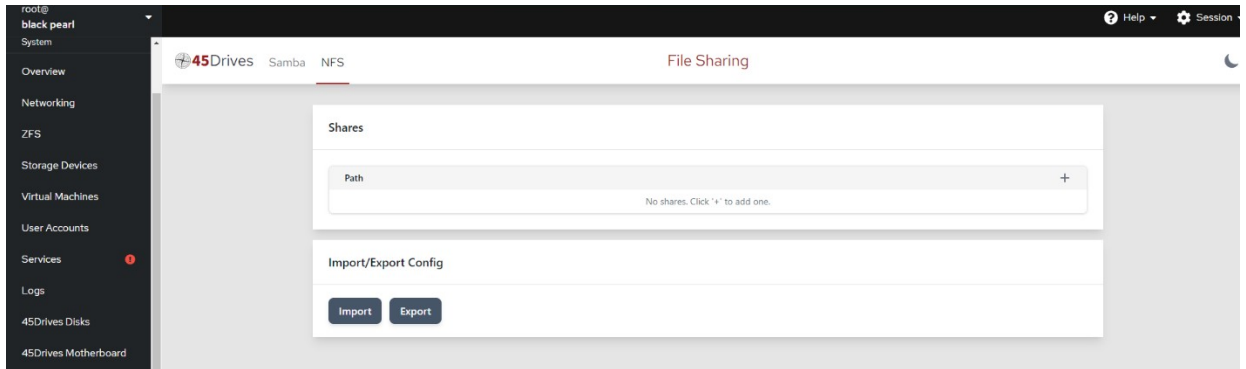 root@
black pearl
Help
Session
System
Overview
Networking
ZFS
Storage Devices
Virtual Machines
User Accounts
Services
Logs
45Drives Disks
45Drives Motherboard
45Drives
Samba
NFS
File Sharing
Shares
Path
+
No shares. Click '+' to add one.
Import/Export Config
Import
Export